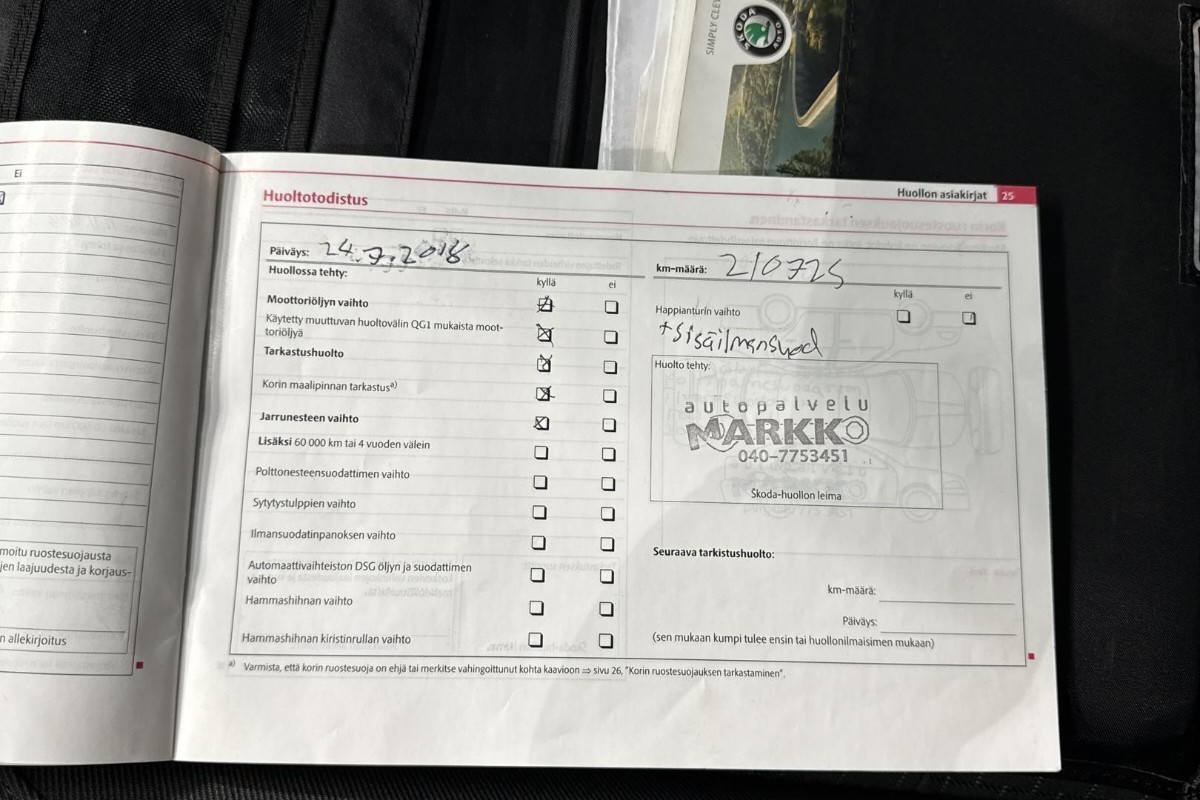 SIMPLY CLEV
ŠKODA
AUTO
Ei
Huoltotodistus
Huollon asiakirjat 25
Päiväys: 24.7.2018
km-määrä: 210725
Huollossa tehty:
kyllä ei
kyllä ei
Moottoriöljyn vaihto
Happianturin vaihto
Käytetty muuttuvan huoltovälin QG1 mukaista moot-
toriöljyä
+sisäilmansuod
Tarkastushuolto
Huolto tehty:
Korin maalipinnan tarkastus a)
autopalvelu
Jarrunesteen vaihto
MARKKO
Lisäksi 60 000 km tai 4 vuoden välein
040-7753451
Polttonesteensuodattimen vaihto
Škoda-huollon leima
Sytytystulppien vaihto
Ilmansuodatinpanoksen vaihto
Seuraava tarkistushuolto:
Automaattivaihteiston DSG öljyn ja suodattimen
vaihto
km-määrä:
Hammashihnan vaihto
Päiväys:
Hammashihnan kiristinrullan vaihto
(sen mukaan kumpi tulee ensin tai huollonilmaisimen mukaan)
a) Varmista, että korin ruostesuoja on ehjä tai merkitse vahingoittunut kohta kaavioon ⇒ sivu 26, "Korin ruostesuojauksen tarkastaminen".
moitu ruostesuojausta
jen laajuudesta ja korjaus-
n allekirjoitus